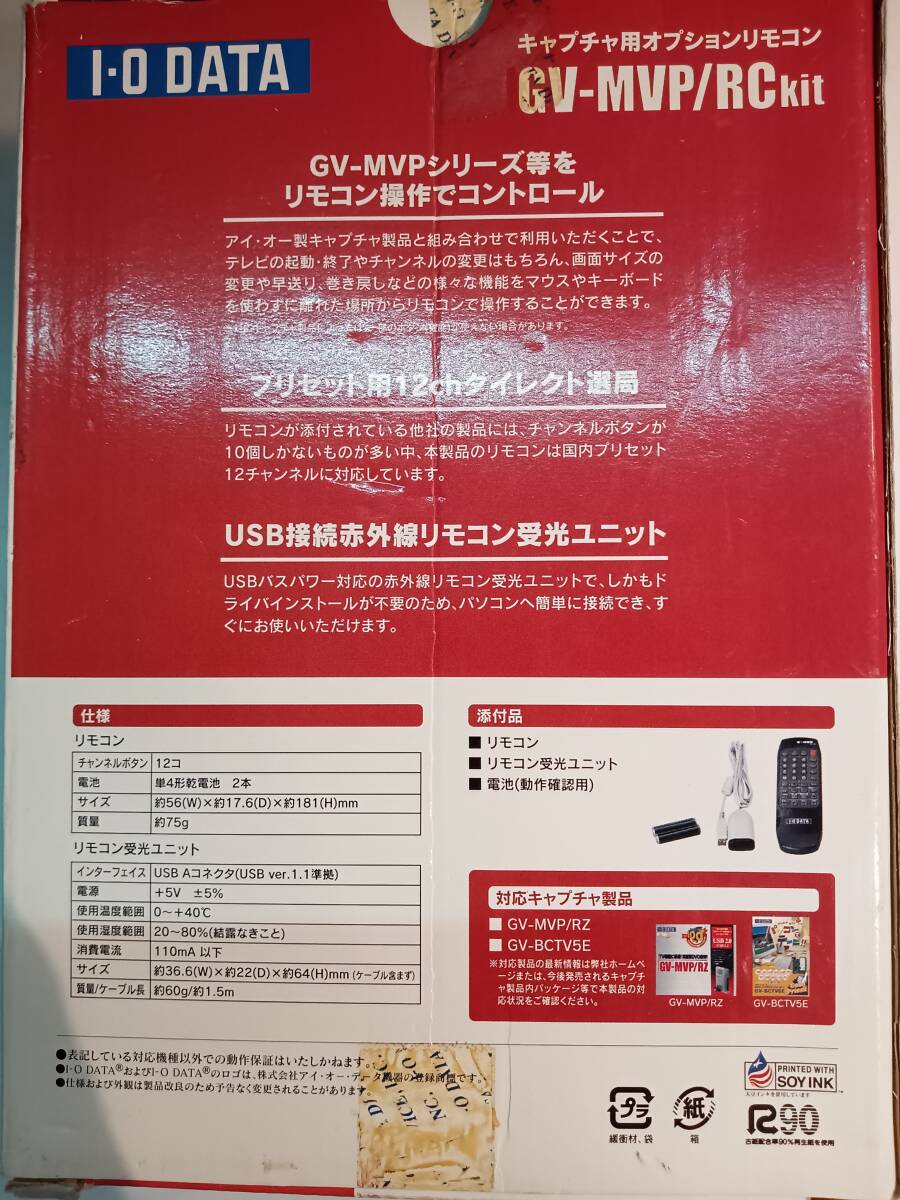 I·O DATA
キャプチャ用オプションリモコン
GV-MVP/RCkit
GV-MVPシリーズ等を
リモコン操作でコントロール
アイ・オー製キャプチャ製品と組み合わせで利用いただくことで、
テレビの起動・終了やチャンネルの変更はもちろん、画面サイズの
変更や早送り、巻き戻しなどの様々な機能をマウスやキーボード
を使わずに離れた場所からリモコンで操作することができます。
プリセット用12chダイレクト選局
リモコンが添付されている他社の製品には、チャンネルボタンが
10個しかないものが多い中、本製品のリモコンは国内プリセット
12チャンネルに対応しています。
USB接続赤外線リモコン受光ユニット
USBバスパワー対応の赤外線リモコン受光ユニットで、しかもド
ライバインストールが不要のため、パソコンへ簡単に接続でき、す
ぐにお使いいただけます。
仕様
リモコン
チャンネルボタン 12コ
電池 単4形乾電池 2本
サイズ 約56(W)×約17.6(D)×約181(H)mm
質量 約75g
リモコン受光ユニット
インターフェイス USB Aコネクタ(USB ver.1.1準拠)
電源 +5V ±5%
使用温度範囲 0～+40℃
使用湿度範囲 20～80%(結露なきこと)
消費電流 110mA 以下
サイズ 約36.6(W)×約22(D)×約64(H)mm (ケーブル含まず)
質量/ケーブル長 約60g/約1.5m
添付品
■ リモコン
■ リモコン受光ユニット
■ 電池(動作確認用)
I·O DATA
対応キャプチャ製品
■ GV-MVP/RZ
■ GV-BCTV5E
※対応製品の最新情報は弊社ホームペ
ージまたは、今後発売されるキャプチ
ャ製品内パッケージ等で本製品の対
応状況をご確認ください。
I·O DATA
USB 2.0
GV-MVP/RZ
GV-BCTV5E
GV-MVP/RZ
GV-BCTV5E
●表記している対応機種以外での動作保証はいたしかねます。
●I-O DATA®およびI-O DATA®のロゴは、株式会社アイ・オー・データ機器の登録商標です。
●仕様および外観は製品改良のため予告なく変更されることがあります
プラ
緩衝材、袋
紙
箱
PRINTED WITH
SOY INK
大豆インキを使用しています
R90
古紙配合率90%再生紙を使用